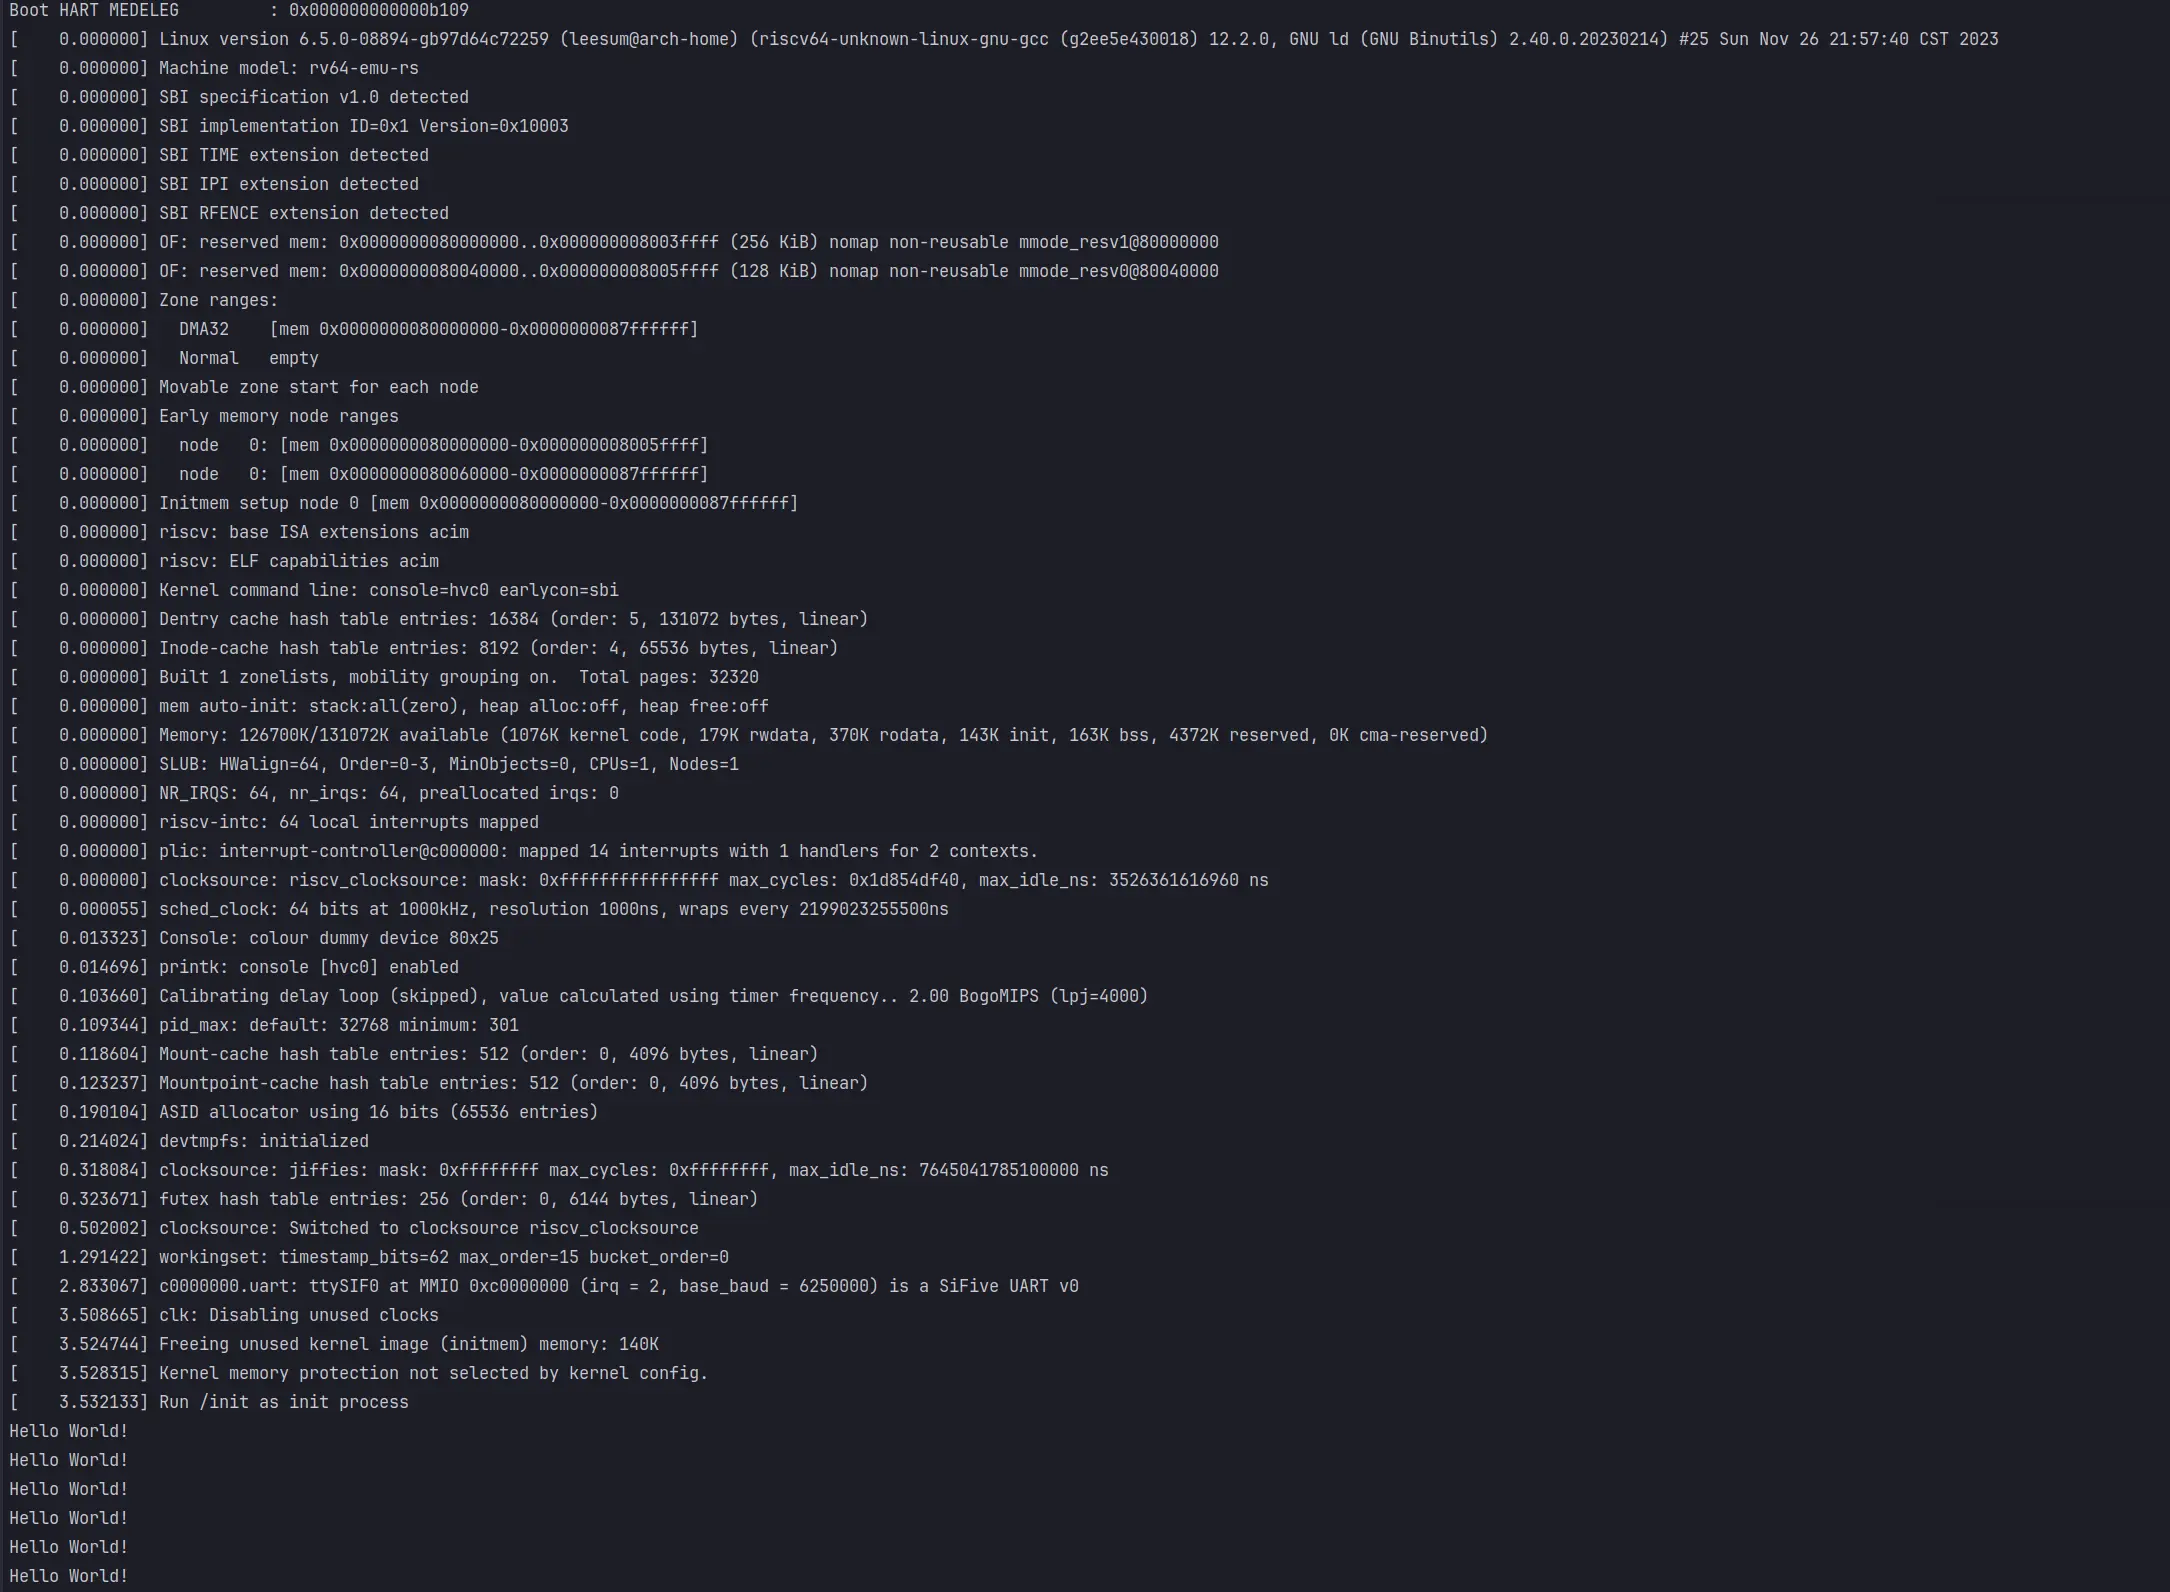 Boot HART MEDELEG         : 0x000000000000b109
[    0.000000] Linux version 6.5.0-08894-gb97d64c72259 (leesum@arch-home) (riscv64-unknown-linux-gnu-gcc (g2ee5e430018) 12.2.0, GNU ld (GNU Binutils) 2.40.0.20230214) #25 Sun Nov 26 21:57:40 CST 2023
[    0.000000] Machine model: rv64-emu-rs
[    0.000000] SBI specification v1.0 detected
[    0.000000] SBI implementation ID=0x1 Version=0x10003
[    0.000000] SBI TIME extension detected
[    0.000000] SBI IPI extension detected
[    0.000000] SBI RFENCE extension detected
[    0.000000] OF: reserved mem: 0x0000000080000000..0x000000008003ffff (256 KiB) nomap non-reusable mmode_resv1@80000000
[    0.000000] OF: reserved mem: 0x0000000080040000..0x000000008005ffff (128 KiB) nomap non-reusable mmode_resv0@80040000
[    0.000000] Zone ranges:
[    0.000000]   DMA32    [mem 0x0000000080000000-0x0000000087ffffff]
[    0.000000]   Normal   empty
[    0.000000] Movable zone start for each node
[    0.000000] Early memory node ranges
[    0.000000]   node   0: [mem 0x0000000080000000-0x000000008005ffff]
[    0.000000]   node   0: [mem 0x0000000080060000-0x0000000087ffffff]
[    0.000000] Initmem setup node 0 [mem 0x0000000080000000-0x0000000087ffffff]
[    0.000000] riscv: base ISA extensions acim
[    0.000000] riscv: ELF capabilities acim
[    0.000000] Kernel command line: console=hvc0 earlycon=sbi
[    0.000000] Dentry cache hash table entries: 16384 (order: 5, 131072 bytes, linear)
[    0.000000] Inode-cache hash table entries: 8192 (order: 4, 65536 bytes, linear)
[    0.000000] Built 1 zonelists, mobility grouping on.  Total pages: 32320
[    0.000000] mem auto-init: stack:all(zero), heap alloc:off, heap free:off
[    0.000000] Memory: 126700K/131072K available (1076K kernel code, 179K rwdata, 370K rodata, 143K init, 163K bss, 4372K reserved, 0K cma-reserved)
[    0.000000] SLUB: HWalign=64, Order=0-3, MinObjects=0, CPUs=1, Nodes=1
[    0.000000] NR_IRQS: 64, nr_irqs: 64, preallocated irqs: 0
[    0.000000] riscv-intc: 64 local interrupts mapped
[    0.000000] plic: interrupt-controller@c000000: mapped 14 interrupts with 1 handlers for 2 contexts.
[    0.000000] clocksource: riscv_clocksource: mask: 0xffffffffffffffff max_cycles: 0x1d854df40, max_idle_ns: 3526361616960 ns
[    0.000055] sched_clock: 64 bits at 1000kHz, resolution 1000ns, wraps every 2199023255500ns
[    0.013323] Console: colour dummy device 80x25
[    0.014696] printk: console [hvc0] enabled
[    0.103660] Calibrating delay loop (skipped), value calculated using timer frequency.. 2.00 BogoMIPS (lpj=4000)
[    0.109344] pid_max: default: 32768 minimum: 301
[    0.118604] Mount-cache hash table entries: 512 (order: 0, 4096 bytes, linear)
[    0.123237] Mountpoint-cache hash table entries: 512 (order: 0, 4096 bytes, linear)
[    0.190104] ASID allocator using 16 bits (65536 entries)
[    0.214024] devtmpfs: initialized
[    0.318084] clocksource: jiffies: mask: 0xffffffff max_cycles: 0xffffffff, max_idle_ns: 7645041785100000 ns
[    0.323671] futex hash table entries: 256 (order: 0, 6144 bytes, linear)
[    0.502002] clocksource: Switched to clocksource riscv_clocksource
[    1.291422] workingset: timestamp_bits=62 max_order=15 bucket_order=0
[    2.833067] c0000000.uart: ttySIF0 at MMIO 0xc0000000 (irq = 2, base_baud = 6250000) is a SiFive UART v0
[    3.508665] clk: Disabling unused clocks
[    3.524744] Freeing unused kernel image (initmem) memory: 140K
[    3.528315] Kernel memory protection not selected by kernel config.
[    3.532133] Run /init as init process
Hello World!
Hello World!
Hello World!
Hello World!
Hello World!
Hello World!